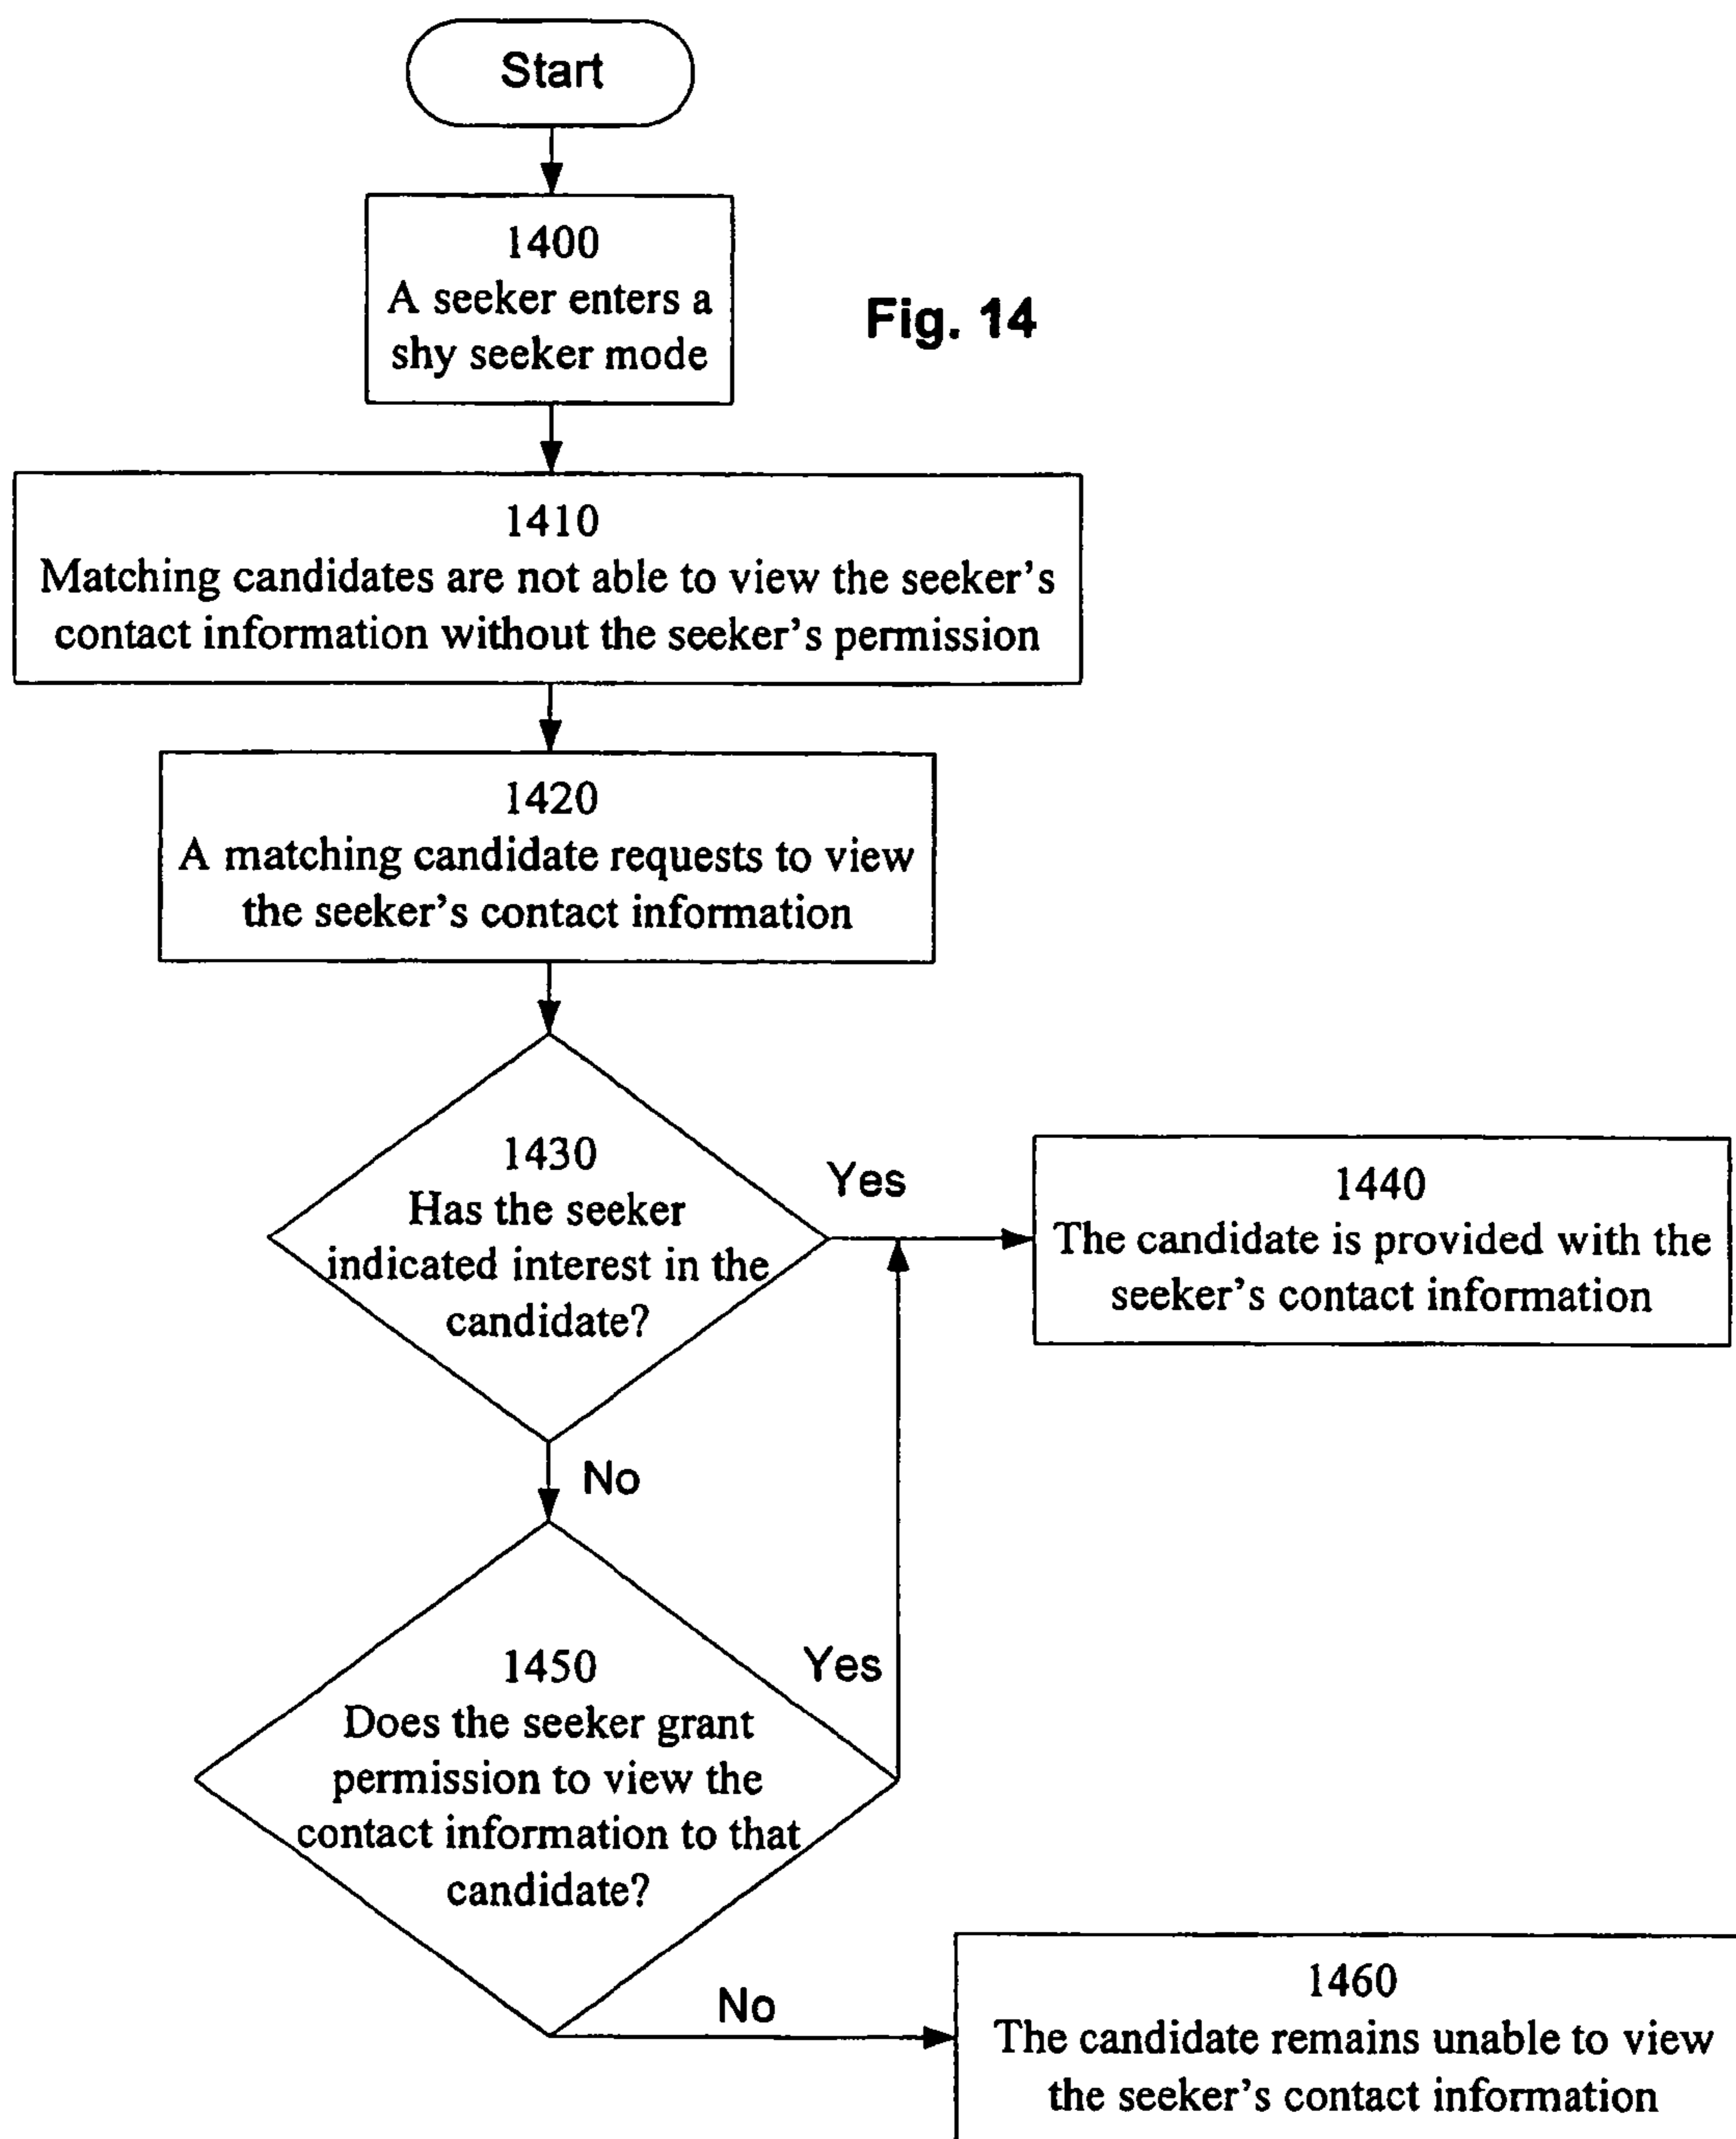 Start
1400
A seeker enters a
shy seeker mode
Fig. 14
1410
Matching candidates are not able to view the seeker's
contact information without the seeker's permission
1420
A matching candidate requests to view
the seeker's contact information
1430
Has the seeker
indicated interest in the
candidate?
Yes
1440
The candidate is provided with the
seeker's contact information
No
1450
Does the seeker grant
permission to view the
contact information to that
candidate?
Yes
No
1460
The candidate remains unable to view
the seeker's contact information